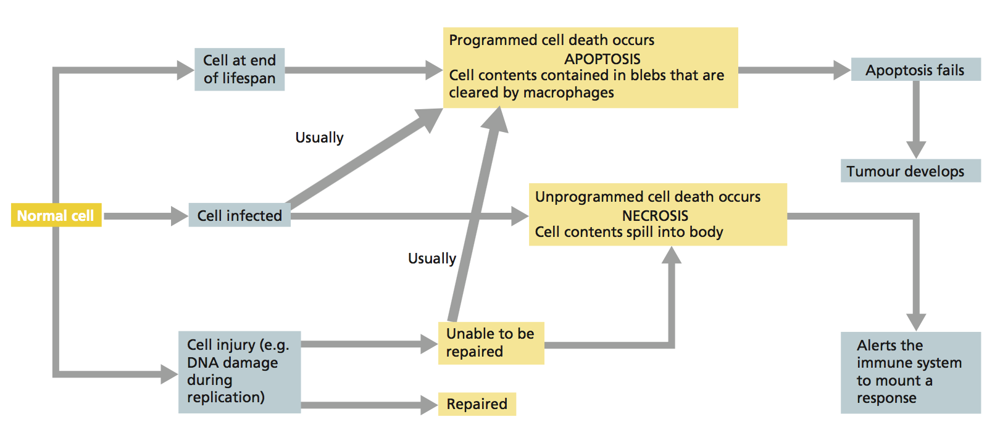 Programmed cell death occurs
APOPTOSIS
Cell contents contained in blebs that are
cleared by macrophages
Cell at end
of lifespan
Apoptosis fails
Usually
Tumour develops
Unprogrammed cell death occurs
NECROSIS
Cell contents spill into body
Normal cell
Cell infected
Usually
Unable to be
repaired
Cell injury (e.g.
DNA damage
during
replication)
Alerts the
immune system
to mount a
response
Repaired